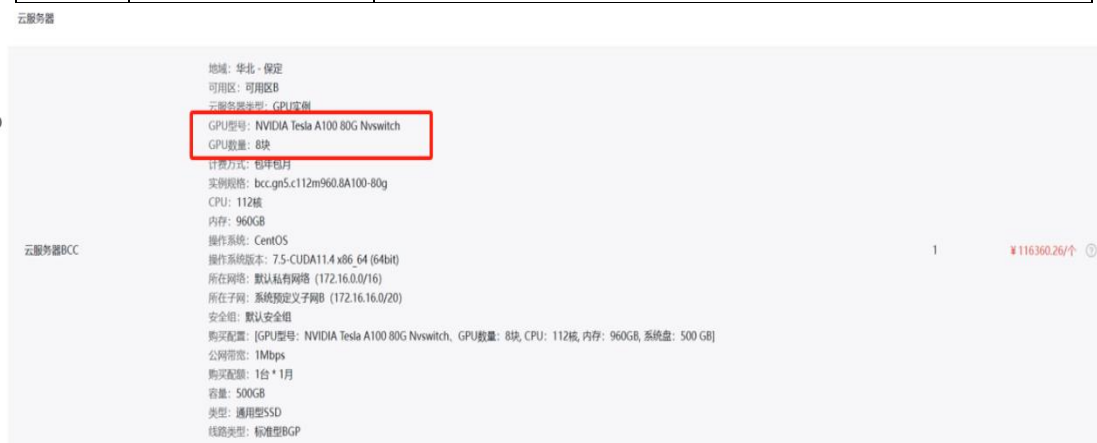 云服务器
地域：华北 - 保定
可用区：可用区B
云服务器类型：GPU实例
GPU型号：NVIDIA Tesla A100 80G Nvswitch
GPU数量：8块
计费方式：包年包月
实例规格：bcc.gn5.c112m960.8A100-80g
CPU：112核
内存：960GB
操作系统：CentOS
云服务器BCC
1
¥116360.26/个 ?
操作系统版本：7.5-CUDA11.4 x86_64 (64bit)
所在网络：默认私有网络（172.16.0.0/16）
所在子网：系统预定义子网B（172.16.16.0/20）
安全组：默认安全组
购买配置：[GPU型号：NVIDIA Tesla A100 80G Nvswitch、GPU数量：8块, CPU：112核, 内存：960GB, 系统盘：500 GB]
公网带宽：1Mbps
购买配额：1台 * 1月
容量：500GB
类型：通用型SSD
线路类型：标准型BGP